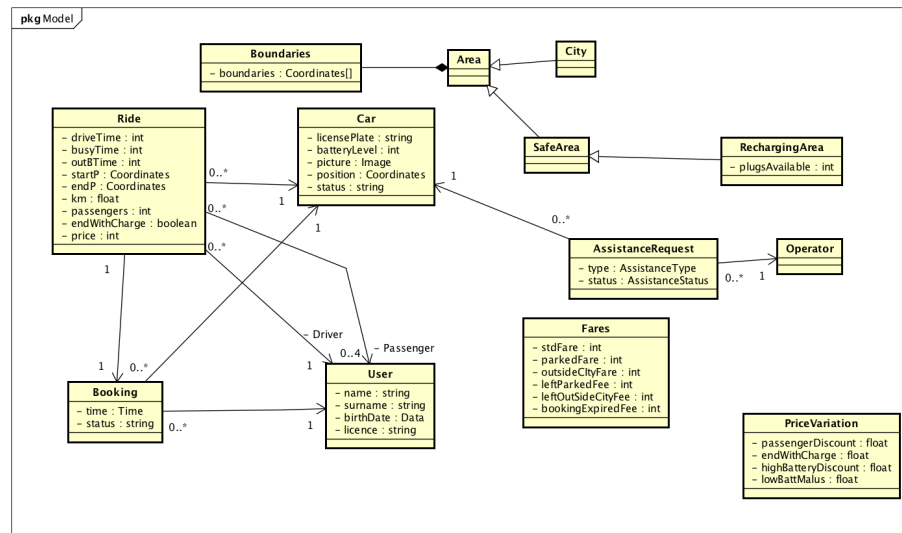 pkg Model
Boundaries
– boundaries : Coordinates[]
Area
City
Ride
– driveTime : int
– busyTime : int
– outBTime : int
– startP : Coordinates
– endP : Coordinates
– km : float
– passengers : int
– endWithCharge : boolean
– price : int
Car
– licensePlate : string
– batteryLevel : int
– picture : Image
– position : Coordinates
– status : string
SafeArea
RechargingArea
– plugsAvailable : int
0..*
1
0..*
1
0..*
1
1
0..*
AssistanceRequest
– type : AssistanceType
– status : AssistanceStatus
0..*
1
Operator
1
1
0..*
– Driver
1
0..4
– Passenger
Booking
– time : Time
– status : string
0..*
1
User
– name : string
– surname : string
– birthDate : Data
– licence : string
Fares
– stdFare : int
– parkedFare : int
– outsideCItyFare : int
– leftParkedFee : int
– leftOutSideCityFee : int
– bookingExpiredFee : int
PriceVariation
– passengerDiscount : float
– endWithCharge : float
– highBatteryDiscount : float
– lowBattMalus : float